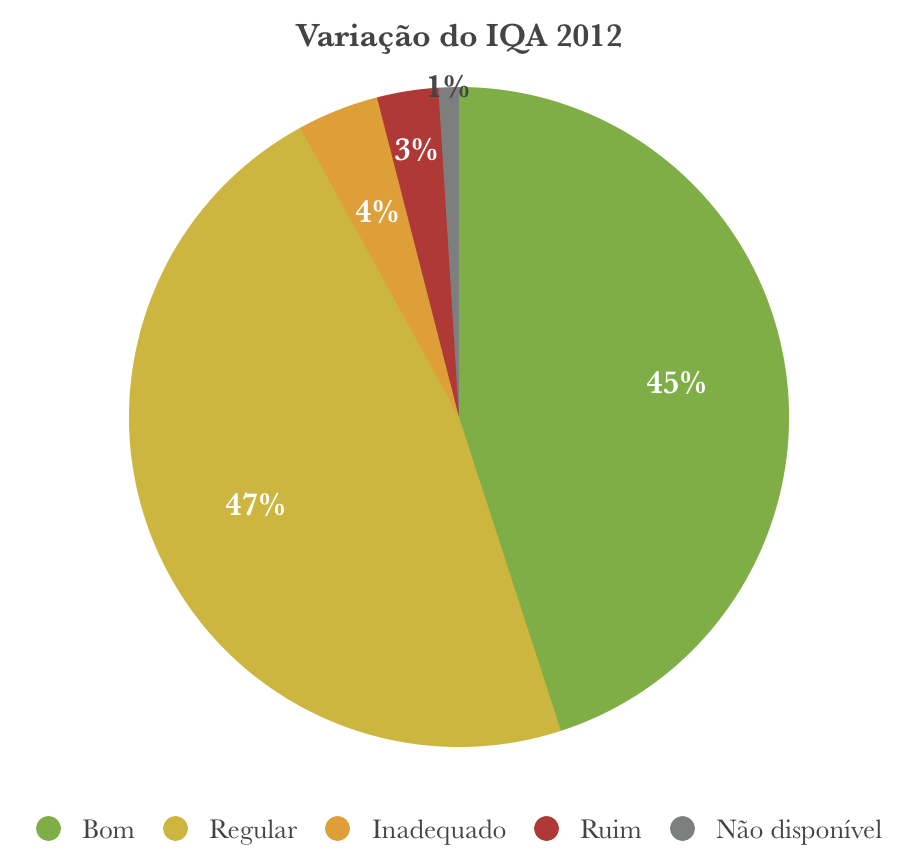 Variação do IQA 2012
1%
3%
4%
45%
47%
Bom Regular Inadequado Ruim Não disponível